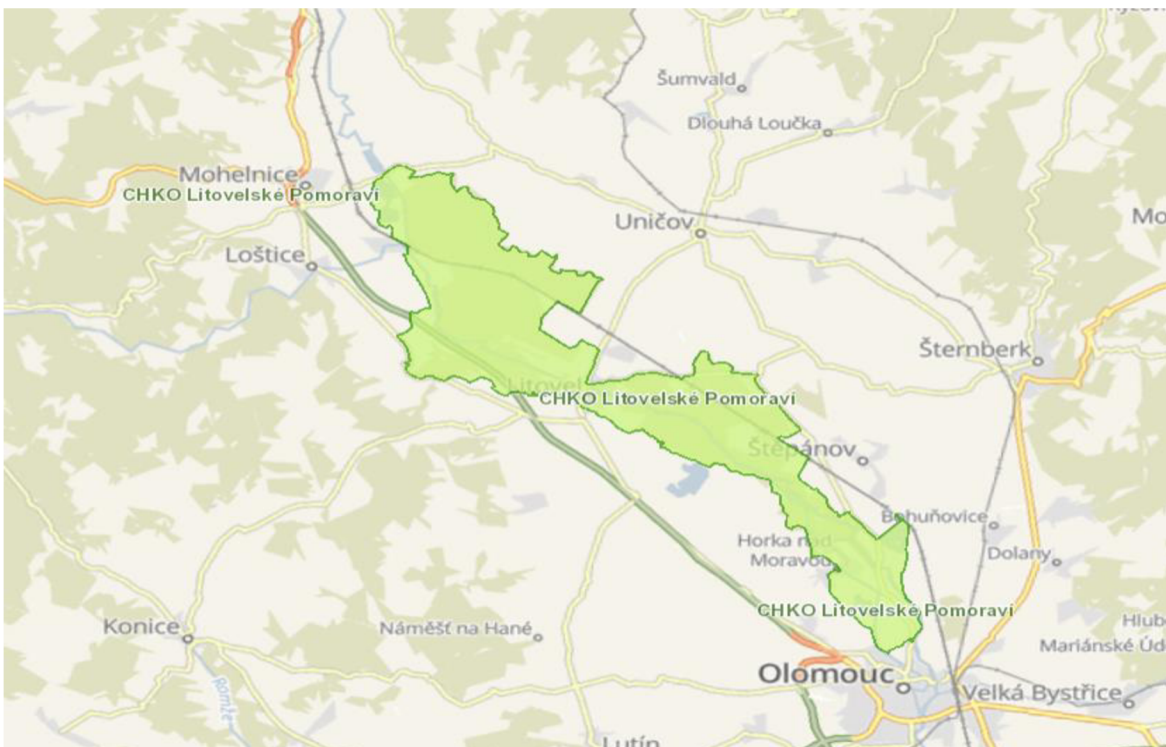 Šumvald
Dlouhá Loučka
Mohelnice
CHKO Litovelské Pomoraví
Uničov
Mo
Loštice
Šternberk
Litovel
CHKO Litovelské Pomoraví
Štěpánov
Bohuňovice
Horka nad
Moravou
Dolany
CHKO Litovelské Pomoraví
Hlub
Konice
Náměšť na Hané
Mariánské Úd
Olomouc
Velká Bystřice
Romže
Lutín